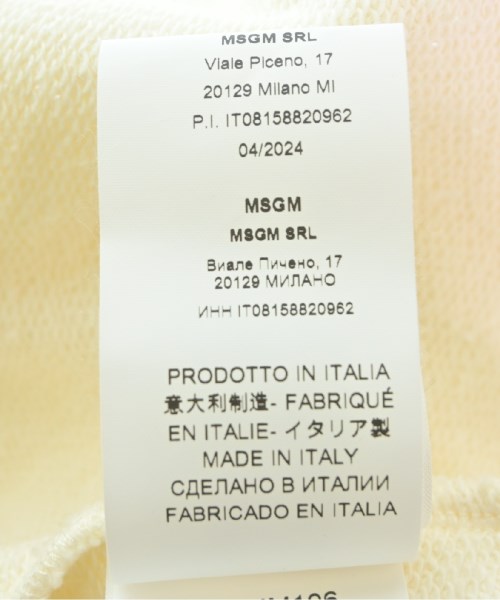 MSGM SRL
Viale Piceno, 17
20129 Milano MI
P.I. IT08158820962
04/2024
MSGM
MSGM SRL
Виале Пичено, 17
20129 МИЛАНО
ИНН IT08158820962
PRODOTTO IN ITALIA
意大利制造- FABRIQUÉ
EN ITALIE- イタリア製
MADE IN ITALY
СДЕЛАНО В ИТАЛИИ
FABRICADO EN ITALIA